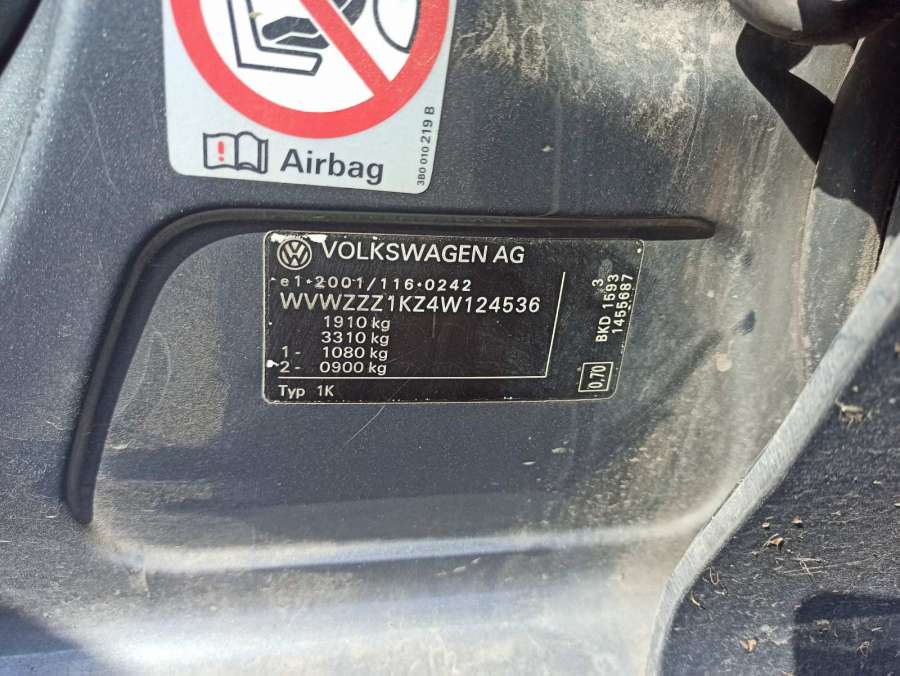 Airbag
3B0 010 219 B
VOLKSWAGEN AG
e1*2001/116*0242
WVWZZZ1KZ4W124536
1910 kg
3310 kg
1- 1080 kg
2- 0900 kg
Typ 1K
3
BKD 1593
1455687
0.70